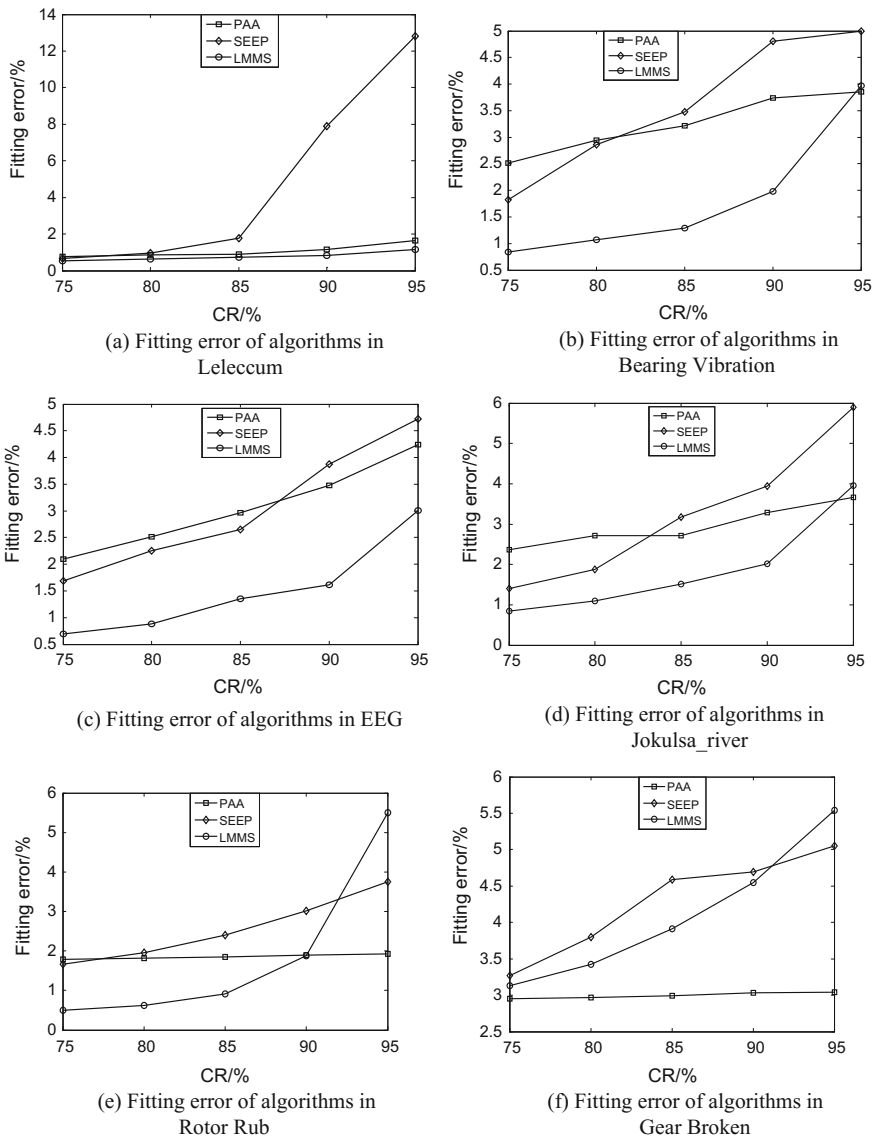 14
12
10
8
6
4
2
0
Fitting error/%
PAA
SEEP
LMMS
75 80 85 90 95
CR/%
(a) Fitting error of algorithms in
Leleccum
5
4.5
4
3.5
3
2.5
2
1.5
1
0.5
Fitting error/%
PAA
SEEP
LMMS
75 80 85 90 95
CR/%
(b) Fitting error of algorithms in
Bearing Vibration
5
4.5
4
3.5
3
2.5
2
1.5
1
0.5
Fitting error/%
PAA
SEEP
LMMS
75 80 85 90 95
CR/%
(c) Fitting error of algorithms in EEG
6
5
4
3
2
1
0
Fitting error/%
PAA
SEEP
LMMS
75 80 85 90 95
CR/%
(d) Fitting error of algorithms in
Jokulsa_river
6
5
4
3
2
1
0
Fitting error/%
PAA
SEEP
LMMS
75 80 85 90 95
CR/%
(e) Fitting error of algorithms in
Rotor Rub
6
5.5
5
4.5
4
3.5
3
2.5
Fitting error/%
PAA
SEEP
LMMS
75 80 85 90 95
CR/%
(f) Fitting error of algorithms in
Gear Broken